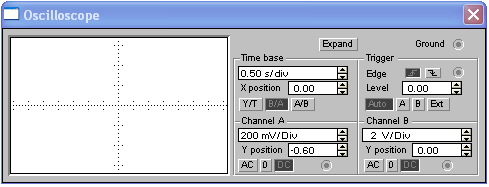 Oscilloscope
Expand
Ground
Time base
0.50 s/div
X position 0.00
Y/T B/A A/B
Trigger
Edge
Level 0.00
Auto A B Ext
Channel A
200 mV/Div
Y position -0.60
AC 0 DC
Channel B
2 V/Div
Y position 0.00
AC 0 DC